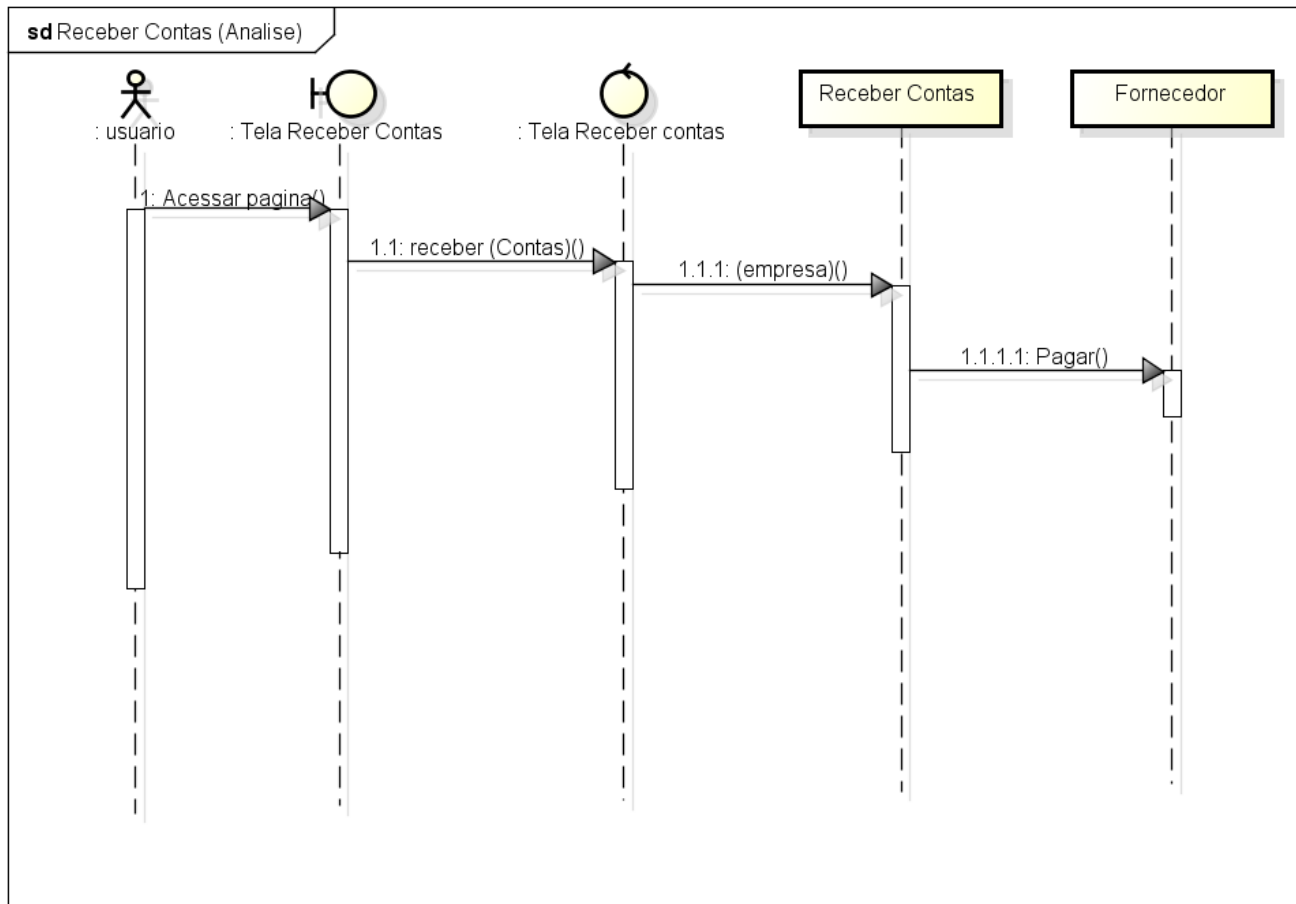 sd Receber Contas (Analise)
: usuario
: Tela Receber Contas
: Tela Receber contas
Receber Contas
Fornecedor
1: Acessar pagina()
1.1: receber (Contas)()
1.1.1: (empresa)()
1.1.1.1: Pagar()